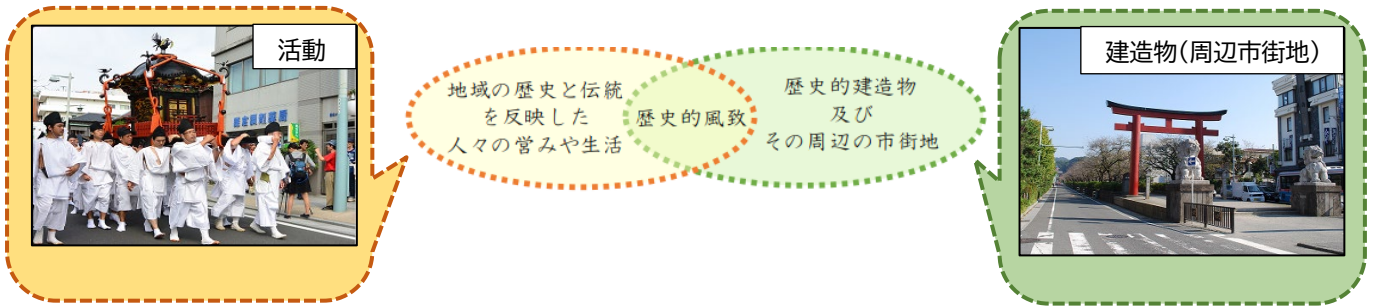 活動
地域の歴史と伝統
を反映した
人々の営みや生活
歴史的風致
歴史的建造物
及び
その周辺の市街地
建造物(周辺市街地)